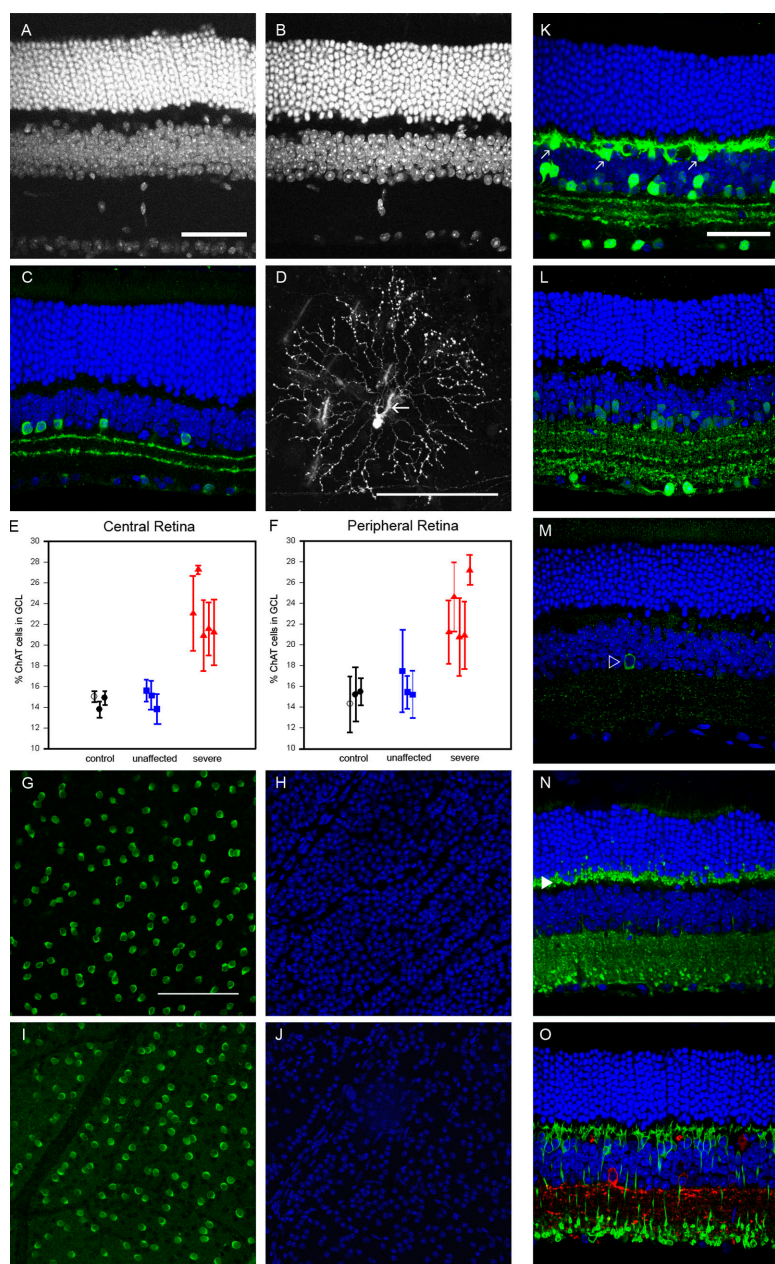 A
B
K
C
D
L
E
Central Retina
F
Peripheral Retina
% ChAT cells in GCL
30
28
26
24
22
20
18
16
14
12
10
control
unaffected
severe
% ChAT cells in GCL
30
28
26
24
22
20
18
16
14
12
10
control
unaffected
severe
M
G
H
N
I
J
O